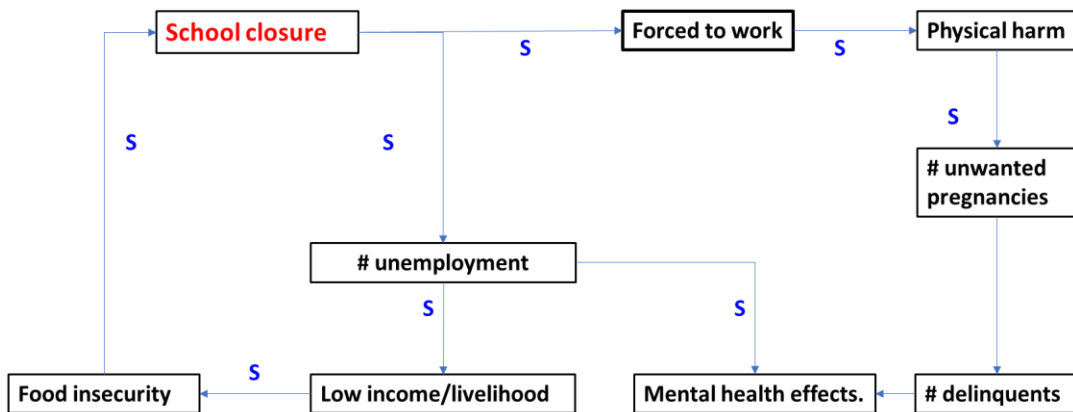 School closure
Forced to work
Physical harm
S
S
S
S
S
# unwanted
pregnancies
# unemployment
S
S
S
Food insecurity
Low income/livelihood
Mental health effects.
# delinquents